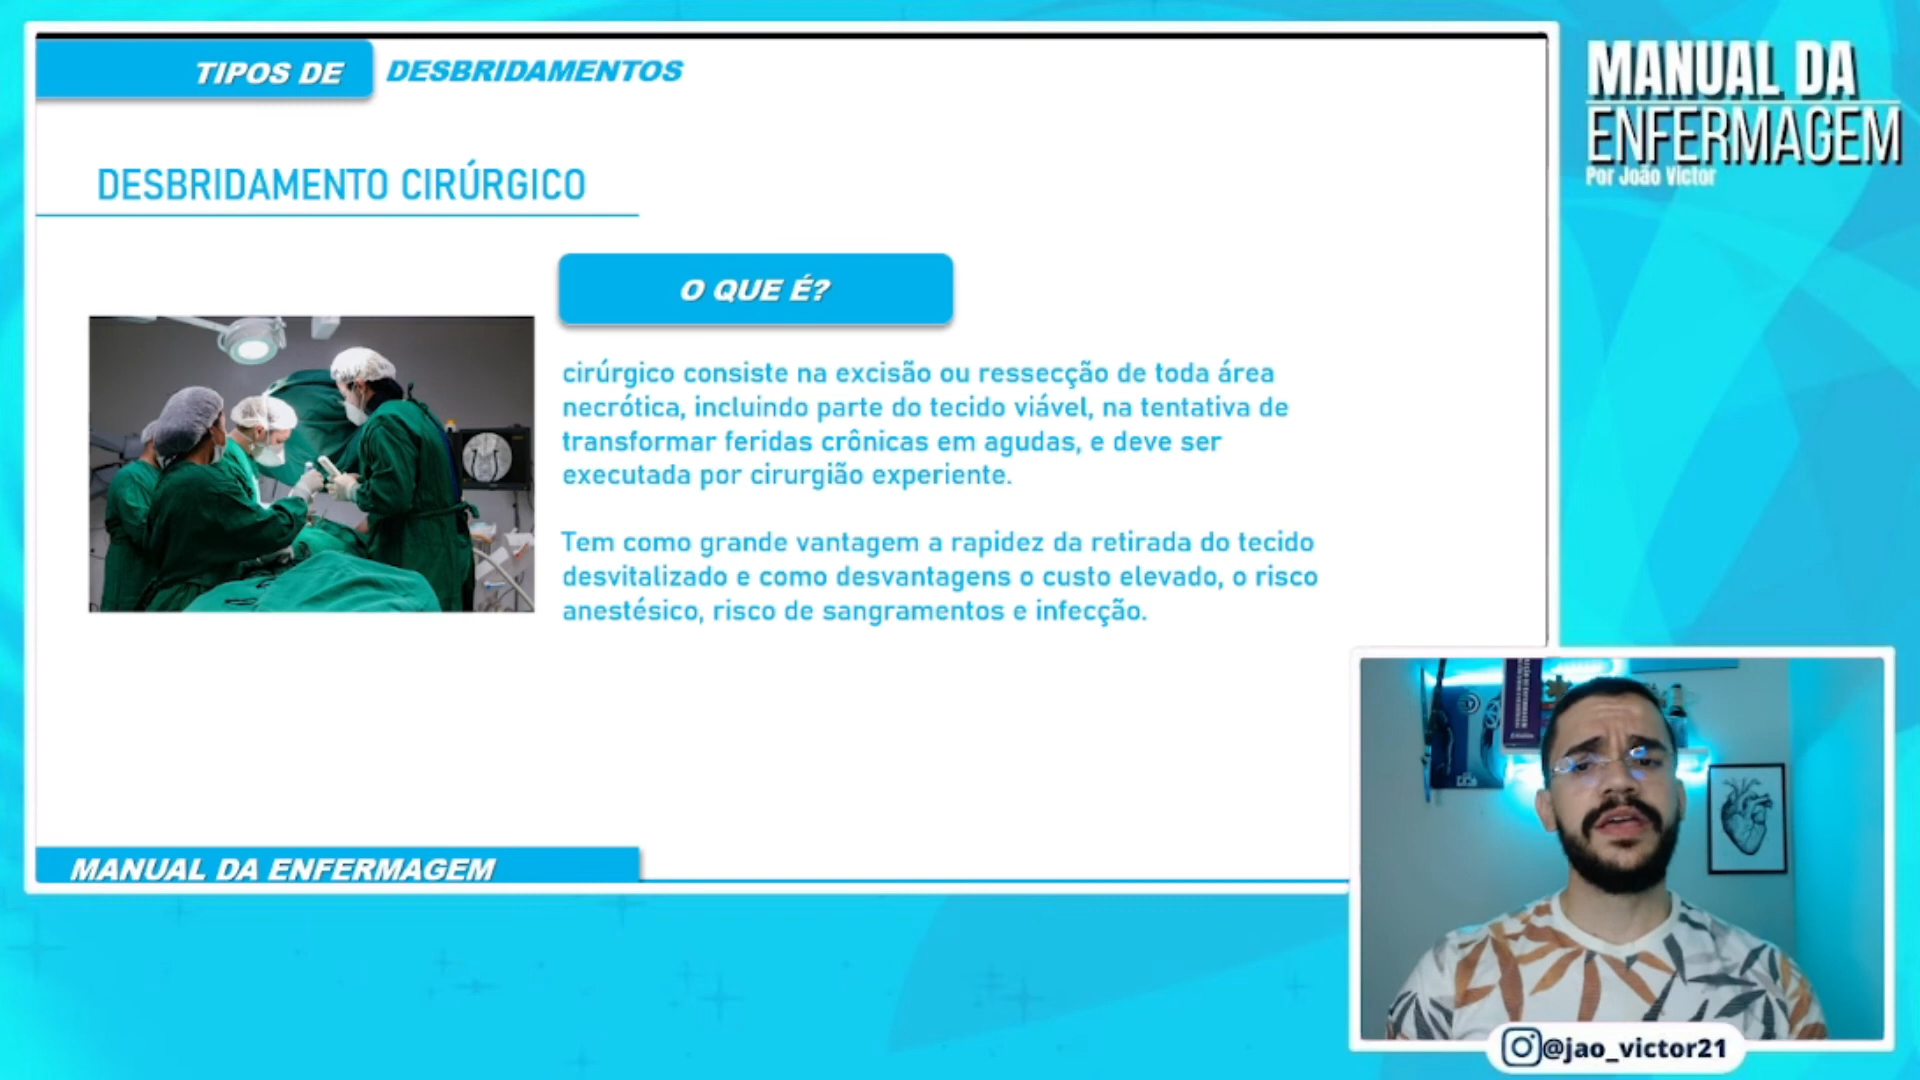 TIPOS DE DESBRIDAMENTOS
MANUAL DA
ENFERMAGEM
Por João Victor
DESBRIDAMENTO CIRÚRGICO
O QUE É?
cirúrgico consiste na excisão ou ressecção de toda área
necrótica, incluindo parte do tecido viável, na tentativa de
transformar feridas crônicas em agudas, e deve ser
executada por cirurgião experiente.
Tem como grande vantagem a rapidez da retirada do tecido
desvitalizado e como desvantagens o custo elevado, o risco
anestésico, risco de sangramentos e infecção.
MANUAL DA ENFERMAGEM
@jao_victor21